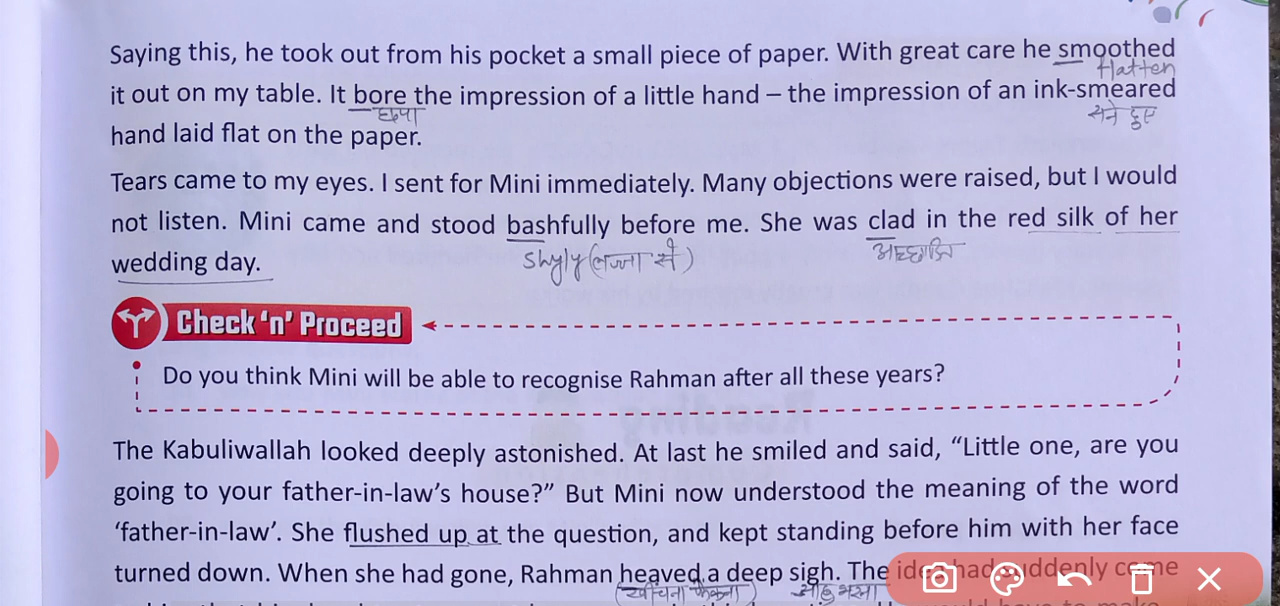 Saying this, he took out from his pocket a small piece of paper. With great care he smoothed
flatten
it out on my table. It bore the impression of a little hand – the impression of an ink-smeared
छपा सने हुए
hand laid flat on the paper.
Tears came to my eyes. I sent for Mini immediately. Many objections were raised, but I would
not listen. Mini came and stood bashfully before me. She was clad in the red silk of her
shyly (लज्जा से)
wedding day.
Check 'n' Proceed
Do you think Mini will be able to recognise Rahman after all these years?
The Kabuliwallah looked deeply astonished. At last he smiled and said, “Little one, are you
going to your father-in-law’s house?” But Mini now understood the meaning of the word
‘father-in-law’. She flushed up at the question, and kept standing before him with her face
turned down. When she had gone, Rahman heaved a deep sigh. The idea had suddenly come